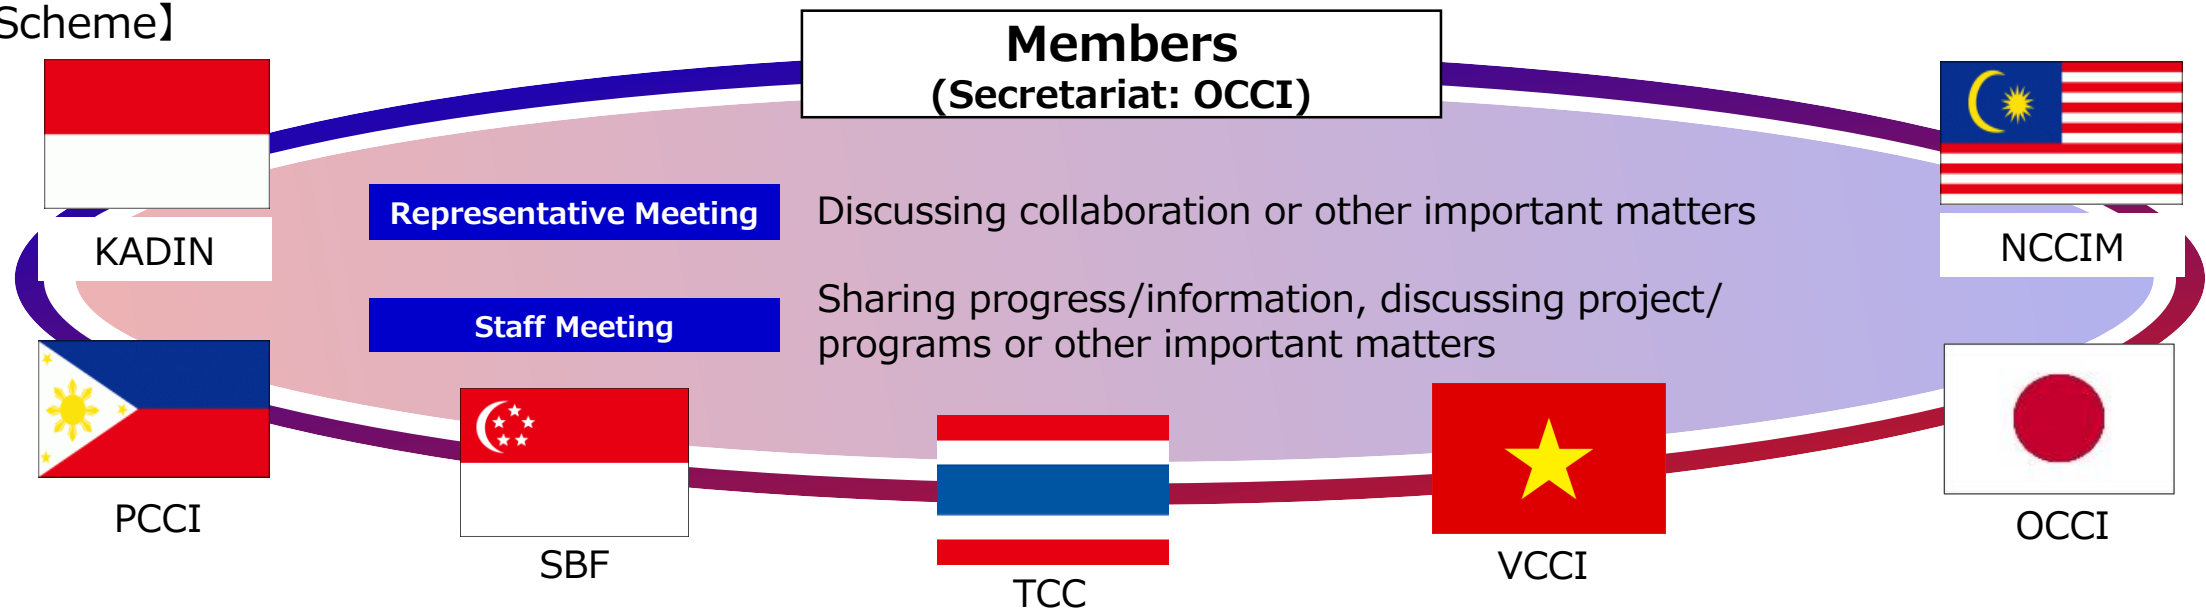 Scheme】
Members
(Secretariat: OCCI)
Representative Meeting
Discussing collaboration or other important matters
KADIN
NCCIM
Staff Meeting
Sharing progress/information, discussing project/
programs or other important matters
PCCI
SBF
TCC
VCCI
OCCI